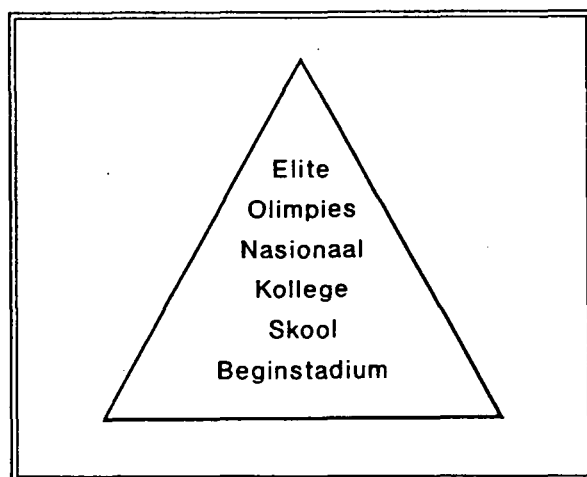 Elite
Olimpies
Nasionaal
Kollege
Skool
Beginstadium